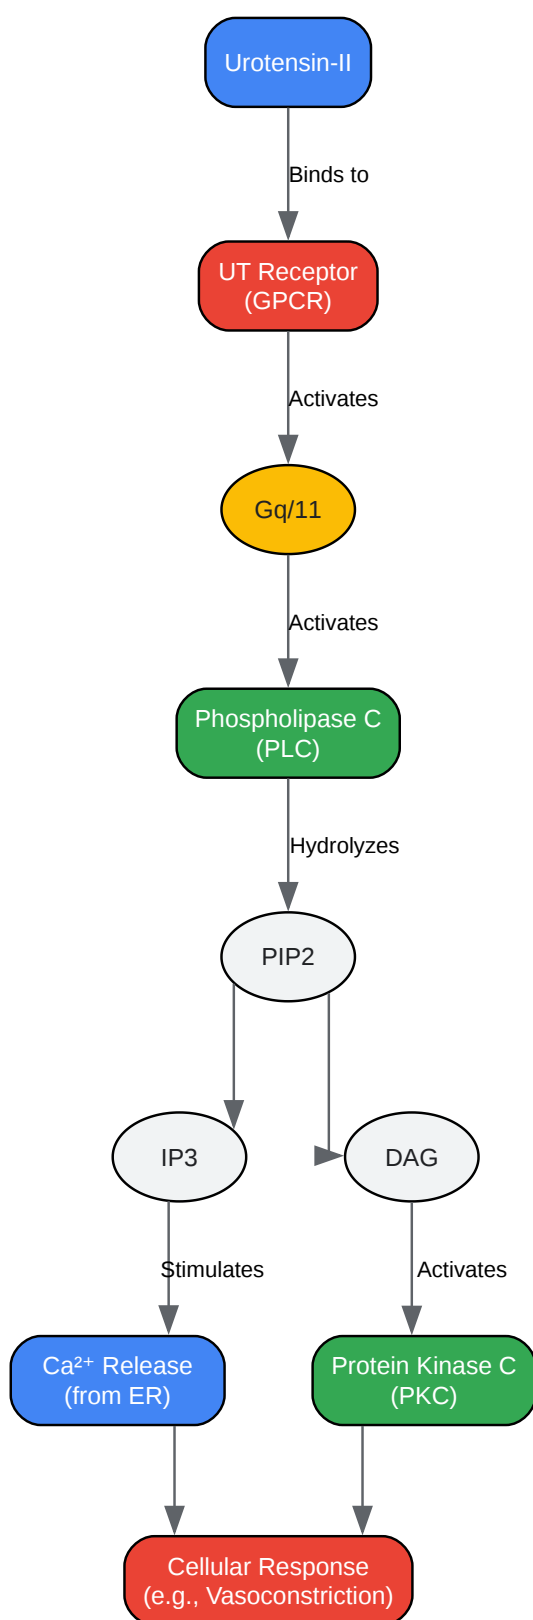 Urotensin-II
Binds to
UT Receptor
(GPCR)
Activates
Gq/11
Activates
Phospholipase C
(PLC)
Hydrolyzes
PIP2
IP3
DAG
Stimulates
Activates
Ca²⁺ Release
(from ER)
Protein Kinase C
(PKC)
Cellular Response
(e.g., Vasoconstriction)